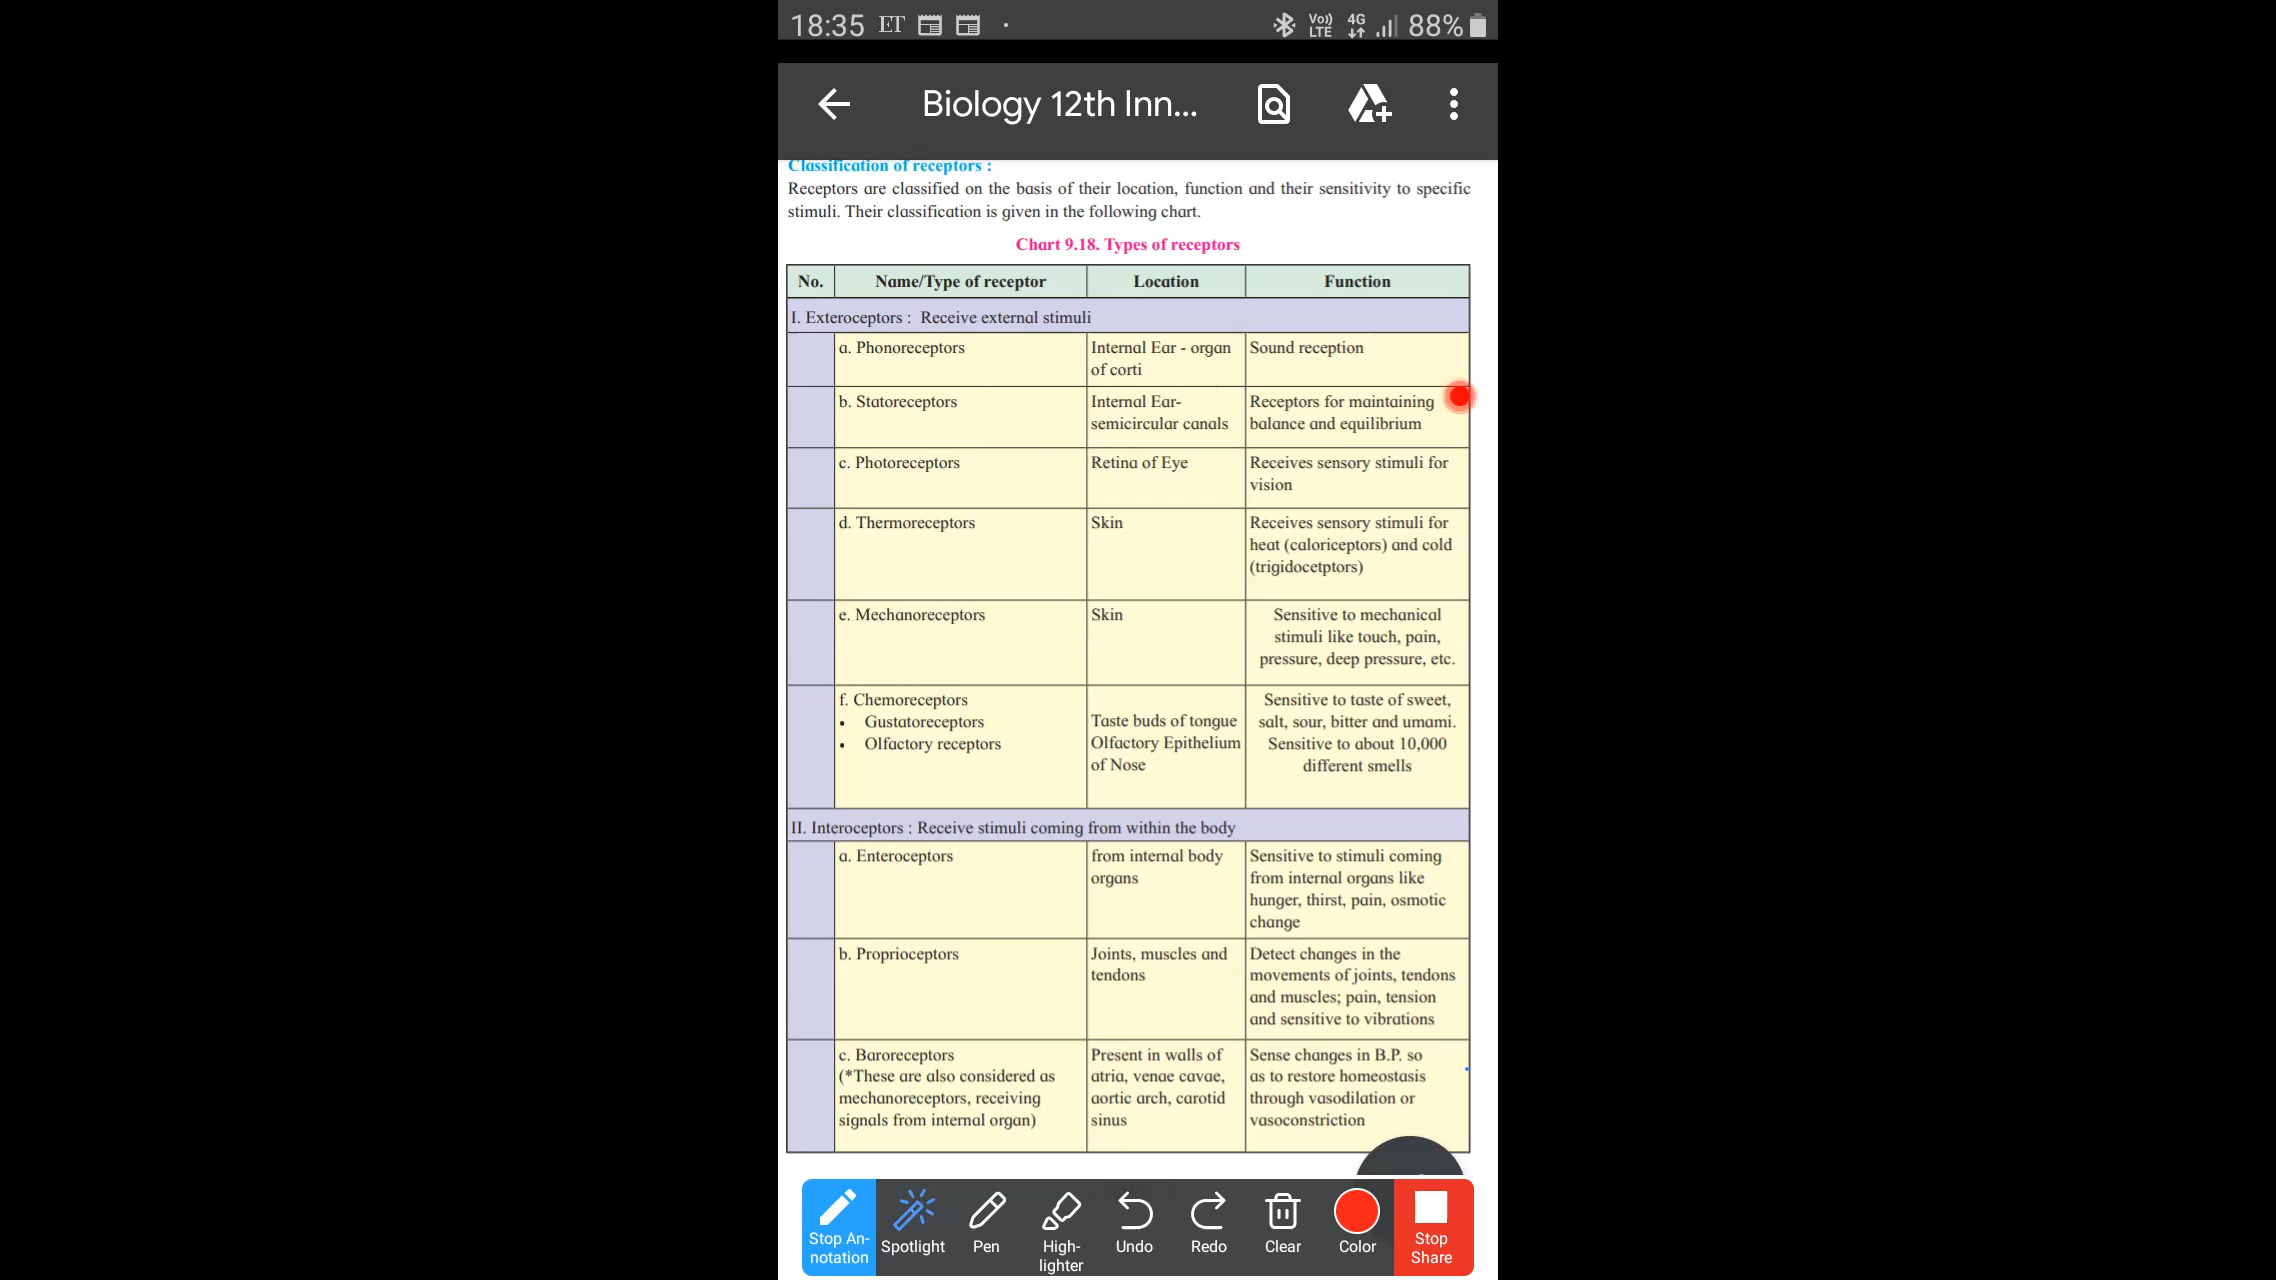 18:35 ET 88%
Vo)) LTE 4G
Biology 12th Inn...
Classification of receptors :
Receptors are classified on the basis of their location, function and their sensitivity to specific
stimuli. Their classification is given in the following chart.
Chart 9.18. Types of receptors
No. Name/Type of receptor Location Function
I. Exteroceptors : Receive external stimuli
a. Phonoreceptors Internal Ear - organ Sound reception
of corti
b. Statoreceptors Internal Ear- Receptors for maintaining
semicircular canals balance and equilibrium
c. Photoreceptors Retina of Eye Receives sensory stimuli for
vision
d. Thermoreceptors Skin Receives sensory stimuli for
heat (caloriceptors) and cold
(trigidocetptors)
e. Mechanoreceptors Skin Sensitive to mechanical
stimuli like touch, pain,
pressure, deep pressure, etc.
f. Chemoreceptors Sensitive to taste of sweet,
• Gustatoreceptors Taste buds of tongue salt, sour, bitter and umami.
• Olfactory receptors Olfactory Epithelium Sensitive to about 10,000
of Nose different smells
II. Interoceptors : Receive stimuli coming from within the body
a. Enteroceptors from internal body Sensitive to stimuli coming
organs from internal organs like
hunger, thirst, pain, osmotic
change
b. Proprioceptors Joints, muscles and Detect changes in the
tendons movements of joints, tendons
and muscles; pain, tension
and sensitive to vibrations
c. Baroreceptors Present in walls of Sense changes in B.P. so
(*These are also considered as atria, venae cavae, as to restore homeostasis
mechanoreceptors, receiving aortic arch, carotid through vasodilation or
signals from internal organ) sinus vasoconstriction
Stop An-
notation Spotlight Pen High-
lighter Undo Redo Clear Color Stop
Share